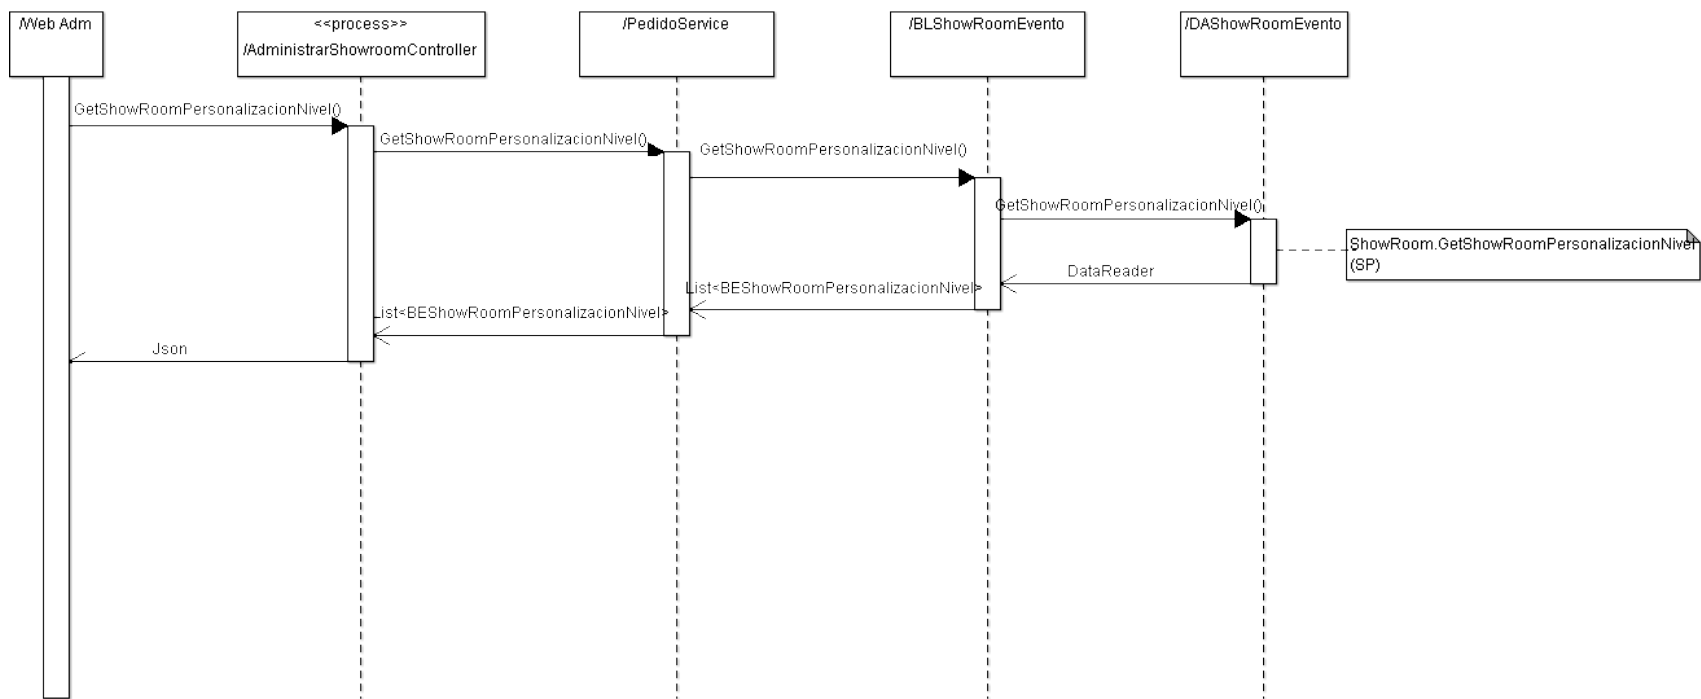 /Web Adm
<<process>>
/AdministrarShowroomController
/PedidoService
/BLShowRoomEvento
/DAShowRoomEvento
GetShowRoomPersonalizacionNivel()
GetShowRoomPersonalizacionNivel()
GetShowRoomPersonalizacionNivel()
GetShowRoomPersonalizacionNivel()
ShowRoom.GetShowRoomPersonalizacionNivel
(SP)
DataReader
List<BEShowRoomPersonalizacionNivel>
List<BEShowRoomPersonalizacionNivel>
Json